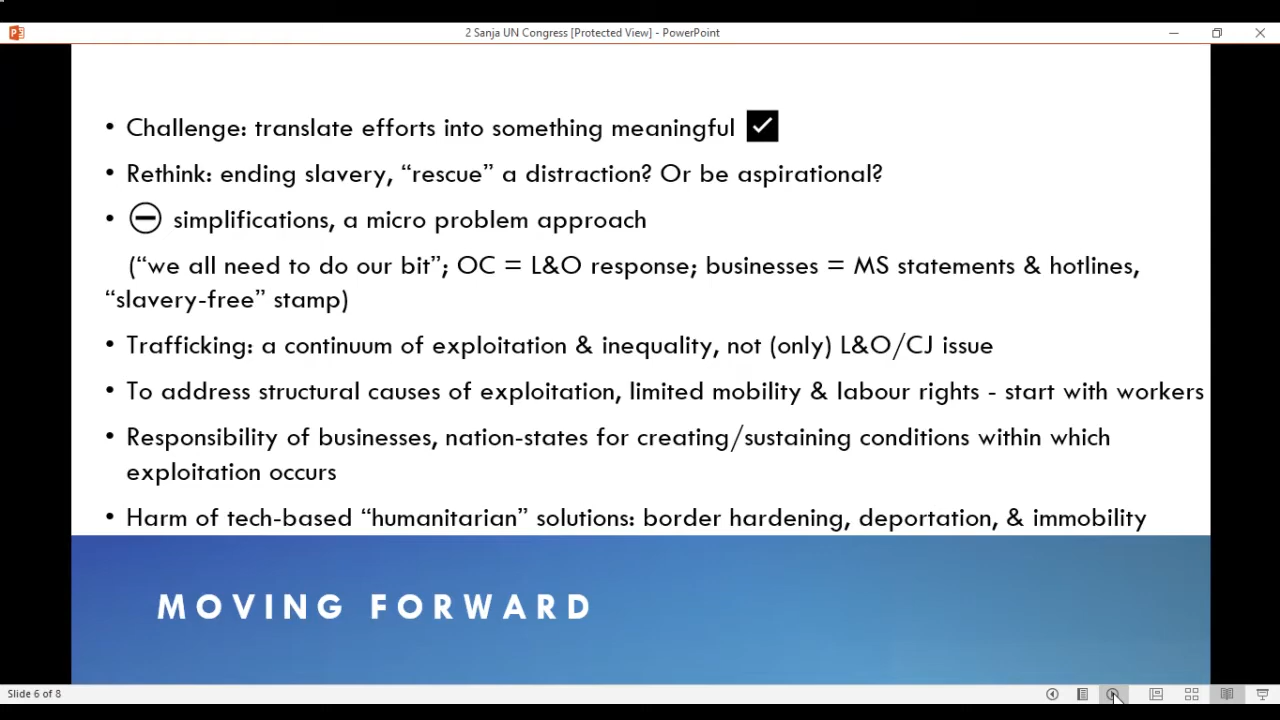 2 Sanja UN Congress [Protected View] - PowerPoint
• Challenge: translate efforts into something meaningful
• Rethink: ending slavery, “rescue” a distraction? Or be aspirational?
• simplifications, a micro problem approach
(“we all need to do our bit”; OC = L&O response; businesses = MS statements & hotlines,
“slavery-free” stamp)
• Trafficking: a continuum of exploitation & inequality, not (only) L&O/CJ issue
• To address structural causes of exploitation, limited mobility & labour rights - start with workers
• Responsibility of businesses, nation-states for creating/sustaining conditions within which
exploitation occurs
• Harm of tech-based “humanitarian” solutions: border hardening, deportation, & immobility
MOVING FORWARD
Slide 6 of 8